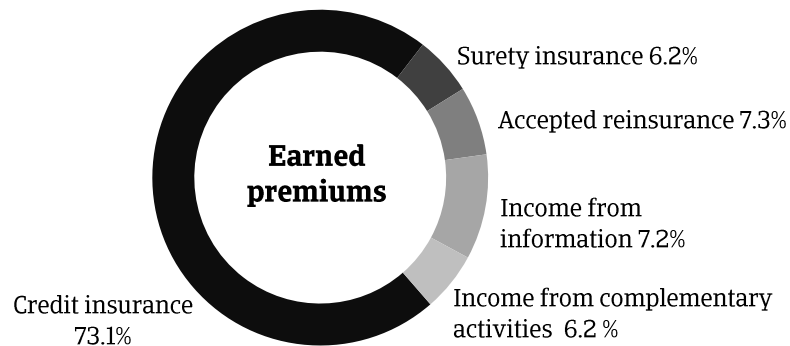 Surety insurance 6.2%
Accepted reinsurance 7.3%
Earned
premiums
Income from
information 7.2%
Credit insurance
73.1%
Income from complementary
activities 6.2 %